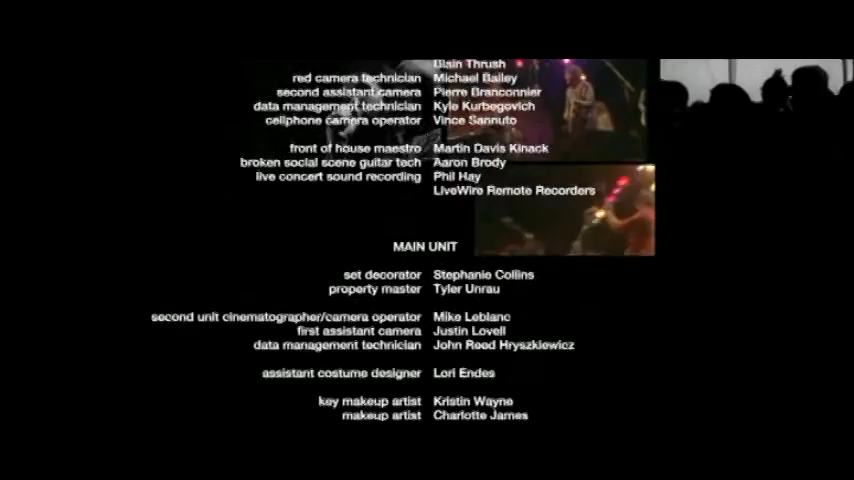 Blain Thrush
red camera technician Michael Bailey
second assistant camera Pierre Branconnier
data management technician Kyle Kurbegovich
cellphone camera operator Vince Sannuto
front of house maestro Martin Davis Kinack
broken social scene guitar tech Aaron Brody
live concert sound recording Phil Hay
LiveWire Remote Recorders
MAIN UNIT
set decorator Stephanie Collins
property master Tyler Unrau
second unit cinematographer/camera operator Mike Leblanc
first assistant camera Justin Lovell
data management technician John Reed Hryszkiewicz
assistant costume designer Lori Endes
key makeup artist Kristin Wayne
makeup artist Charlotte James